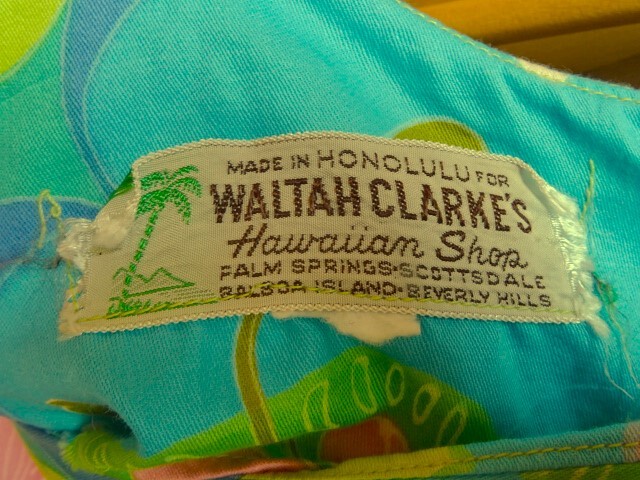 MADE IN HONOLULU FOR
WALTAH CLARKE'S
Hawaiian Shop
PALM SPRINGS·SCOTTSDALE
BALBOA ISLAND·BEVERLY HILLS